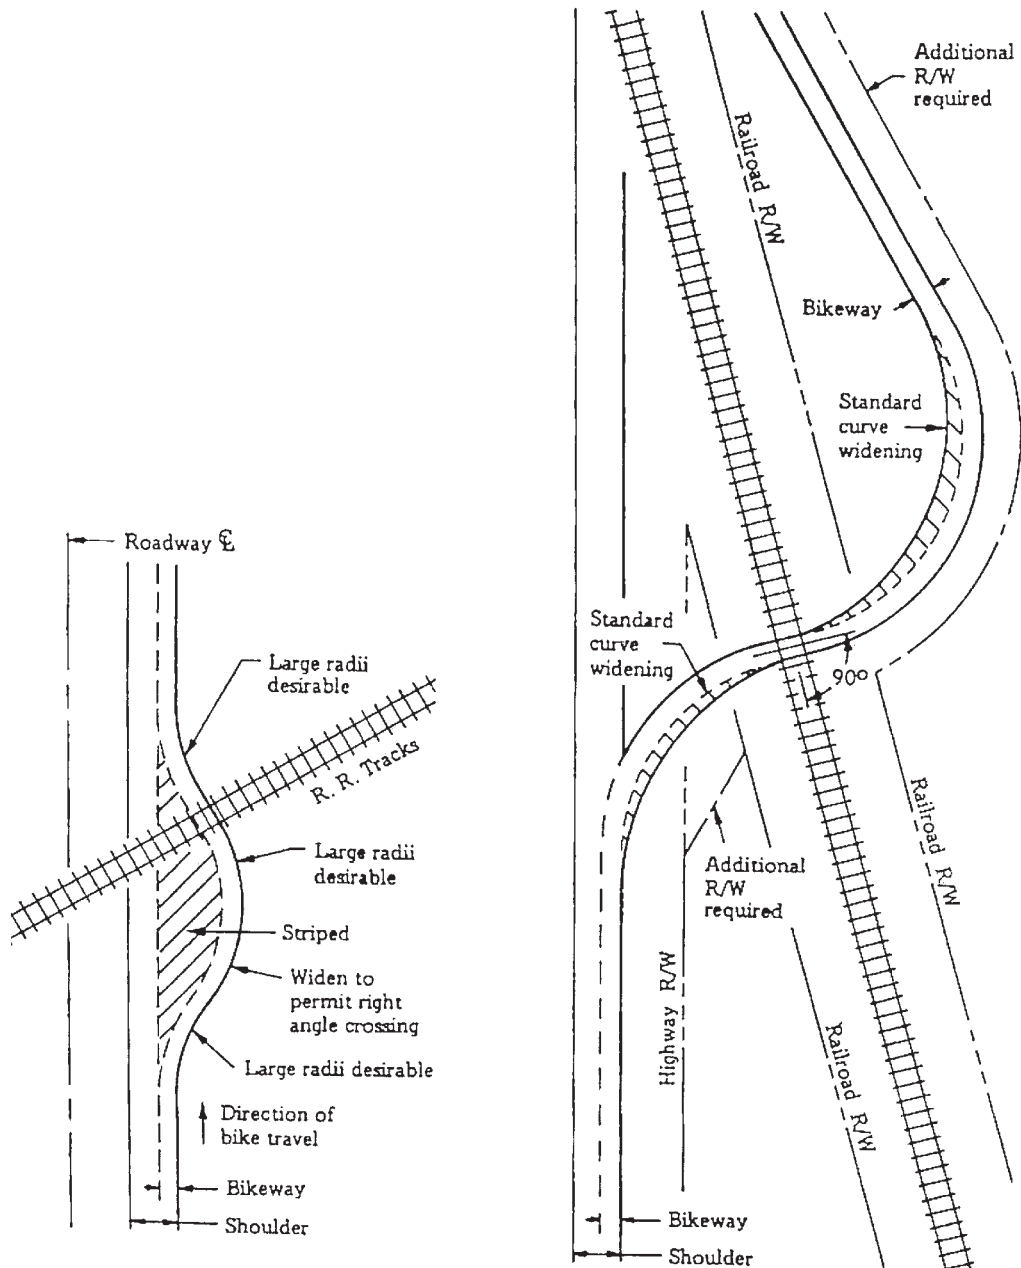 Roadway ℄
Large radii
desirable
R. R. Tracks
Large radii
desirable
Striped
Widen to
permit right
angle crossing
Large radii desirable
Direction of
bike travel
Bikeway
Shoulder
Additional
R/W
required
Railroad R/W
Bikeway
Standard
curve
widening
Standard
curve
widening
90°
Railroad R/W
Additional
R/W
required
Highway R/W
Railroad R/W
Bikeway
Shoulder